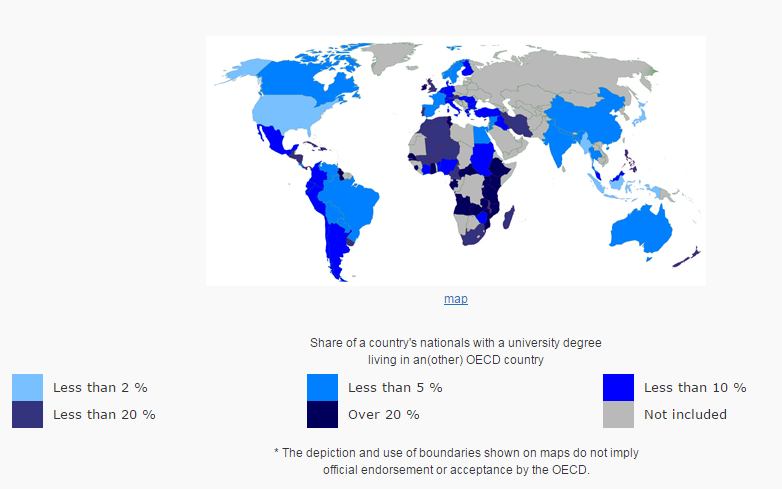 map
Share of a country's nationals with a university degree
living in an(other) OECD country
Less than 2 %
Less than 5 %
Less than 10 %
Less than 20 %
Over 20 %
Not included
* The depiction and use of boundaries shown on maps do not imply
official endorsement or acceptance by the OECD.